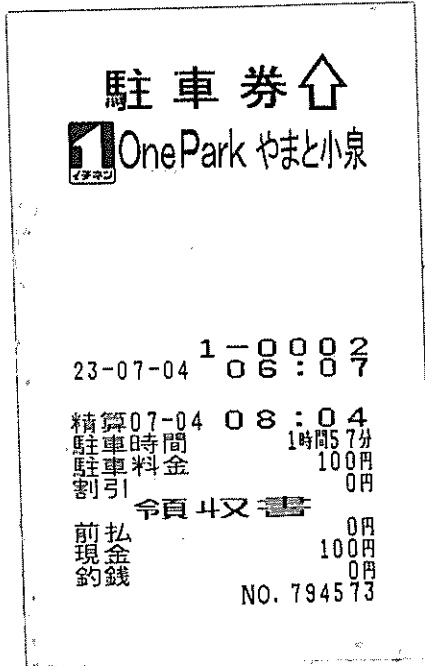 駐車券⇧
1 イチネン OnePark やまと小泉
1-0002
23-07-04 06:07
精算07-04 08:04
駐車時間 1時間57分
駐車料金 100円
割引 0円
領収書
前払 0円
現金 100円
釣銭 0円
NO.794573